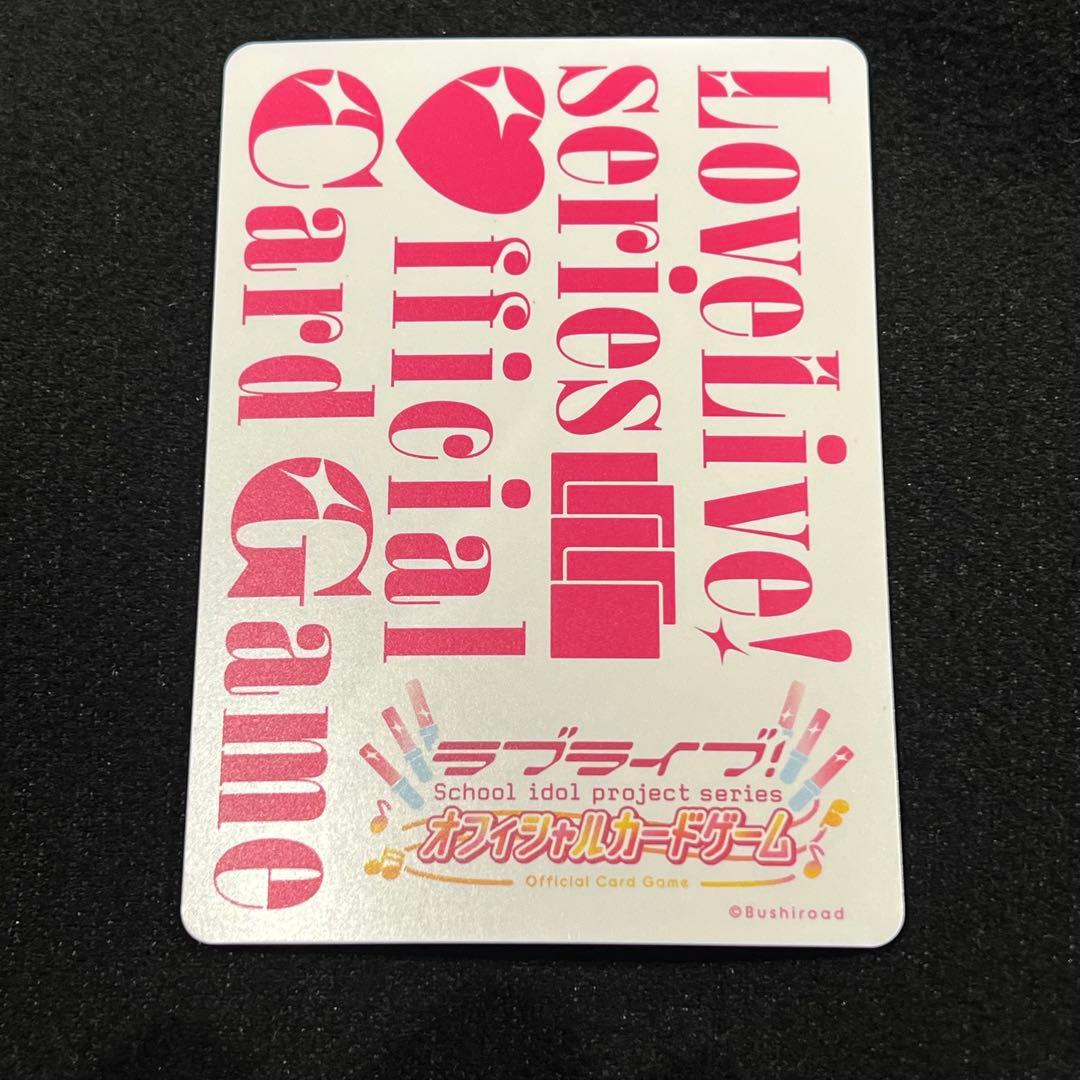 LoveLive!
series
♥fficial
Card Game
ラブライブ!
School idol project series
オフィシャルカードゲーム
Official Card Game
©Bushiroad